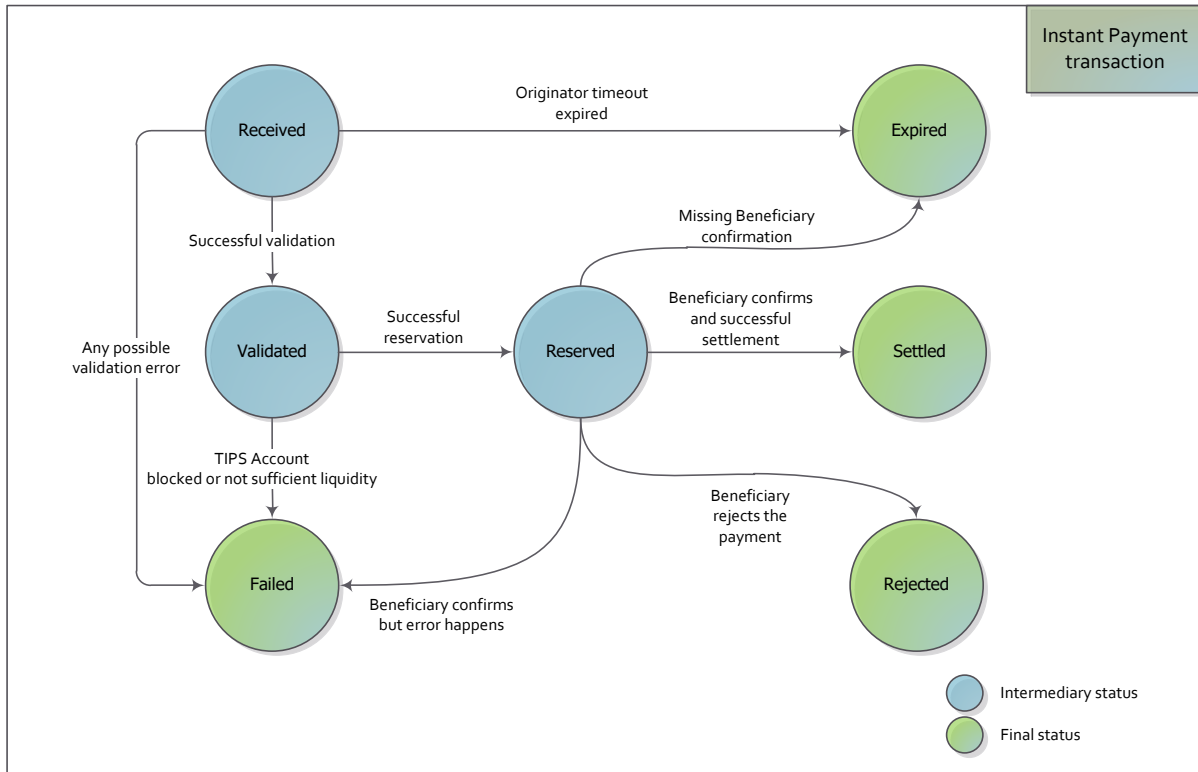 Instant Payment
transaction
Originator timeout
expired
Received
Expired
Missing Beneficiary
confirmation
Successful validation
Beneficiary confirms
and successful
settlement
Successful
reservation
Any possible
validation error
Validated
Reserved
Settled
TIPS Account
blocked or not sufficient liquidity
Beneficiary
rejects the
payment
Failed
Rejected
Beneficiary confirms
but error happens
Intermediary status
Final status